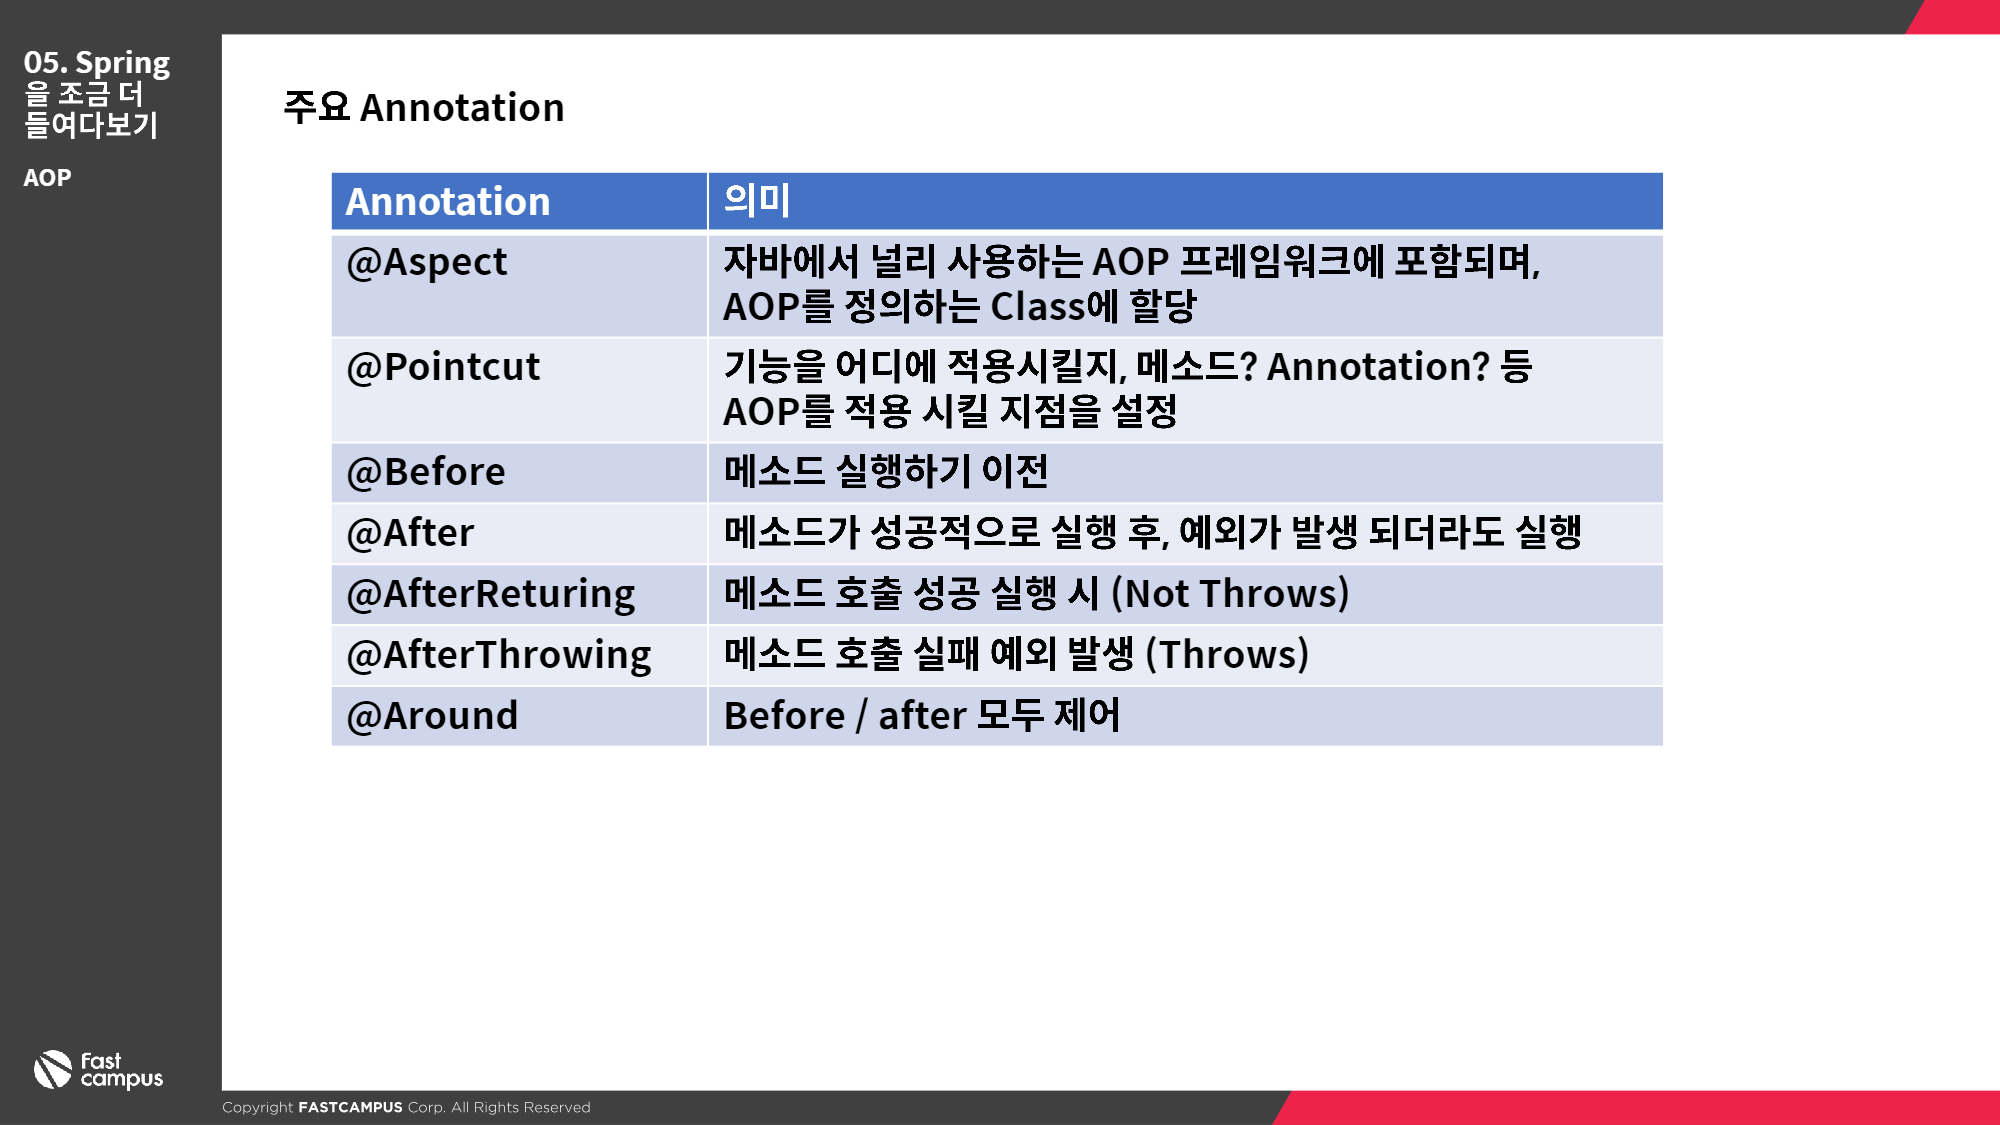 05. Spring
을 조금 더
들여다보기
AOP
주요 Annotation
Annotation 의미
@Aspect 자바에서 널리 사용하는 AOP 프레임워크에 포함되며,
AOP를 정의하는 Class에 할당
@Pointcut 기능을 어디에 적용시킬지, 메소드? Annotation? 등
AOP를 적용 시킬 지점을 설정
@Before 메소드 실행하기 이전
@After 메소드가 성공적으로 실행 후, 예외가 발생 되더라도 실행
@AfterReturing 메소드 호출 성공 실행 시 (Not Throws)
@AfterThrowing 메소드 호출 실패 예외 발생 (Throws)
@Around Before / after 모두 제어
Fast
campus
Copyright FASTCAMPUS Corp. All Rights Reserved